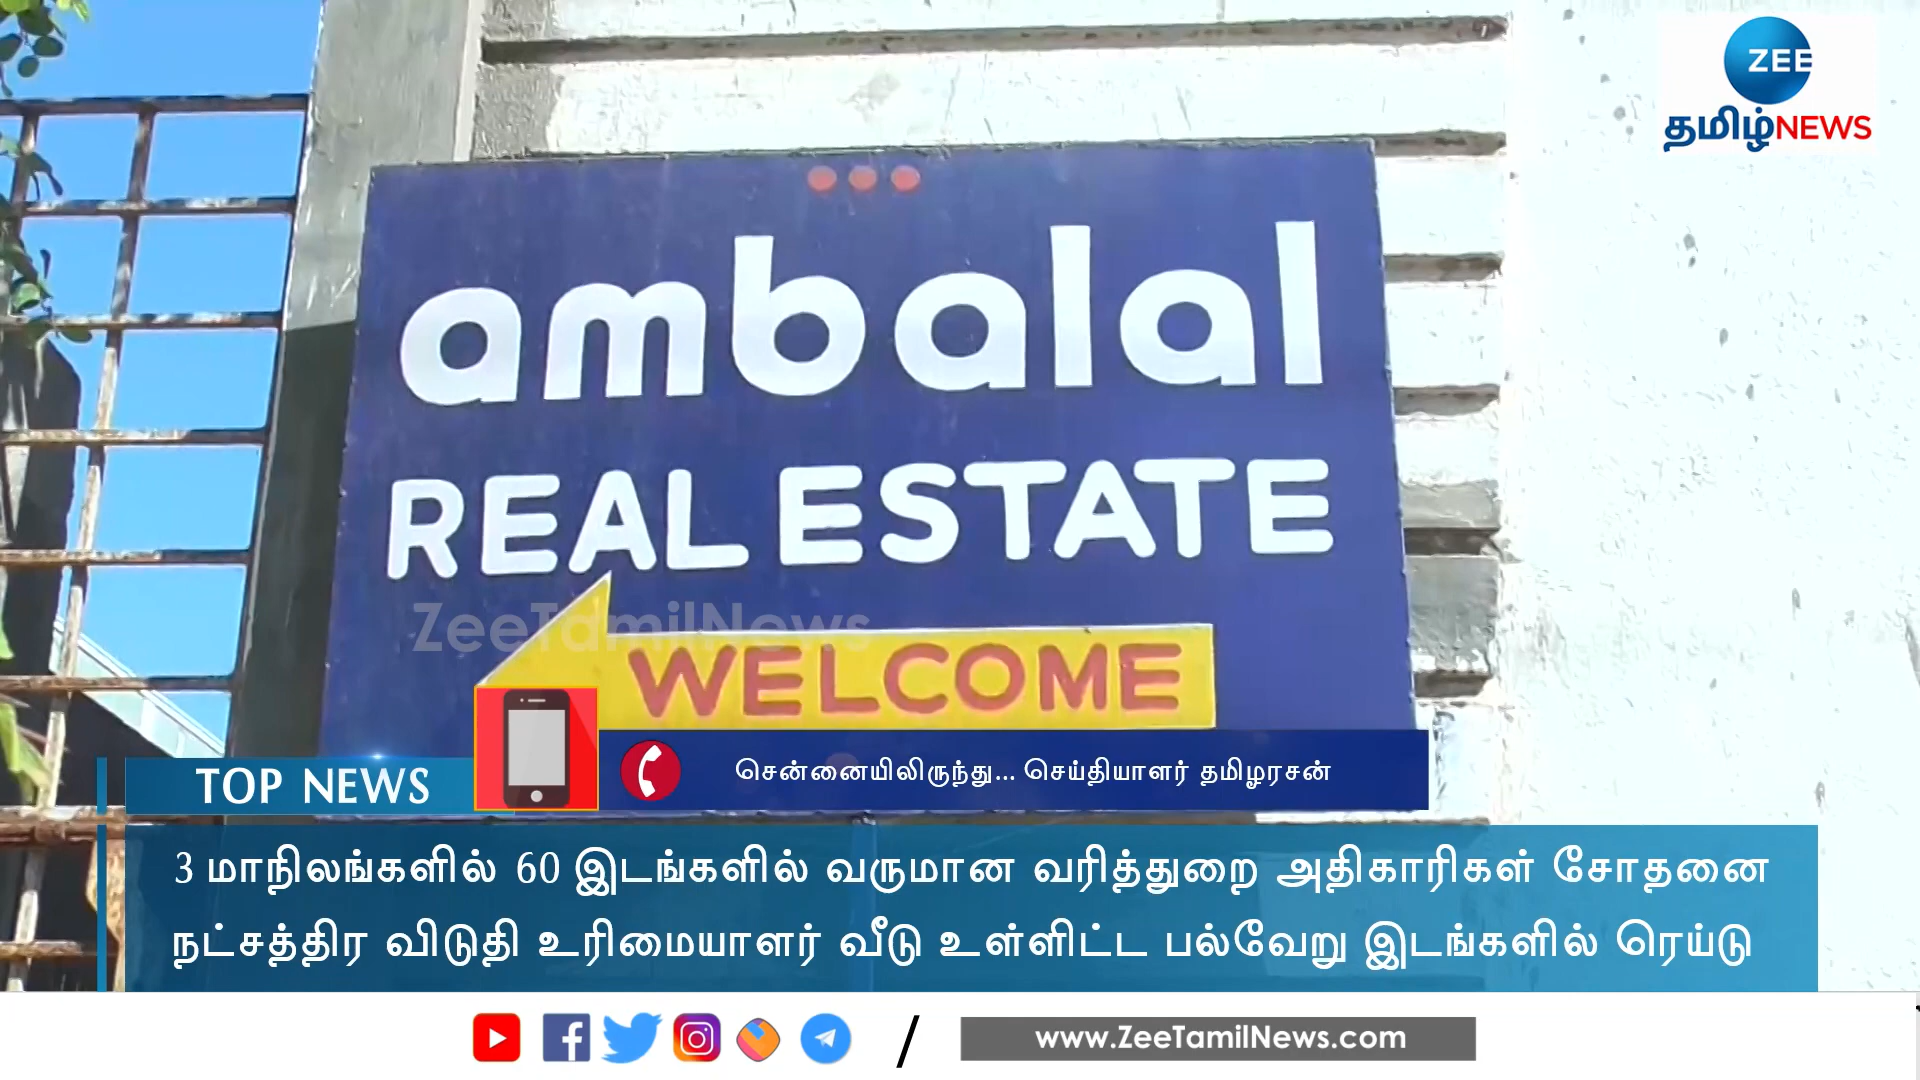 ZEE
தமிழ்NEWS
ambalal
REAL ESTATE
ZeeTamilNews
WELCOME
TOP NEWS
சென்னையிலிருந்து... செய்தியாளர் தமிழரசன்
3 மாநிலங்களில் 60 இடங்களில் வருமான வரித்துறை அதிகாரிகள் சோதனை
நட்சத்திர விடுதி உரிமையாளர் வீடு உள்ளிட்ட பல்வேறு இடங்களில் ரெய்டு
/ www.ZeeTamilNews.com